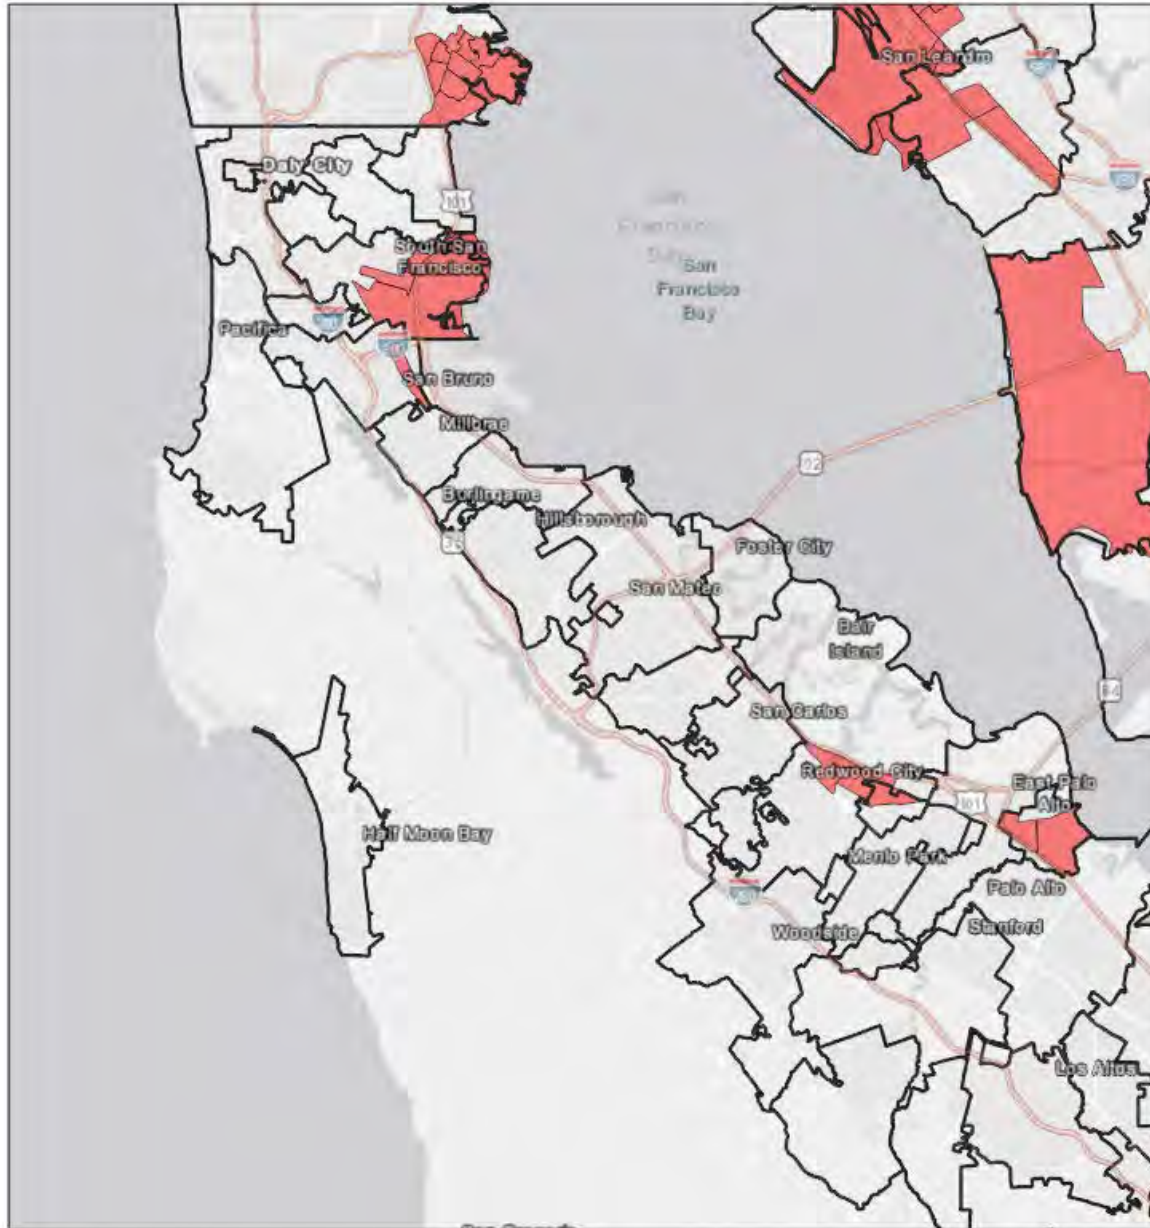 San Leandro
Daly City
101
San
Francisco
South San
Francisco
San
Francisco
Bay
Pacifica
San Bruno
Millbrae
92
Burlingame
Hillsborough
Foster City
San Mateo
Bair
Island
84
San Carlos
Redwood City
East Palo
Alto
101
Half Moon Bay
Menlo Park
Palo Alto
Stanford
Woodside
Los Altos